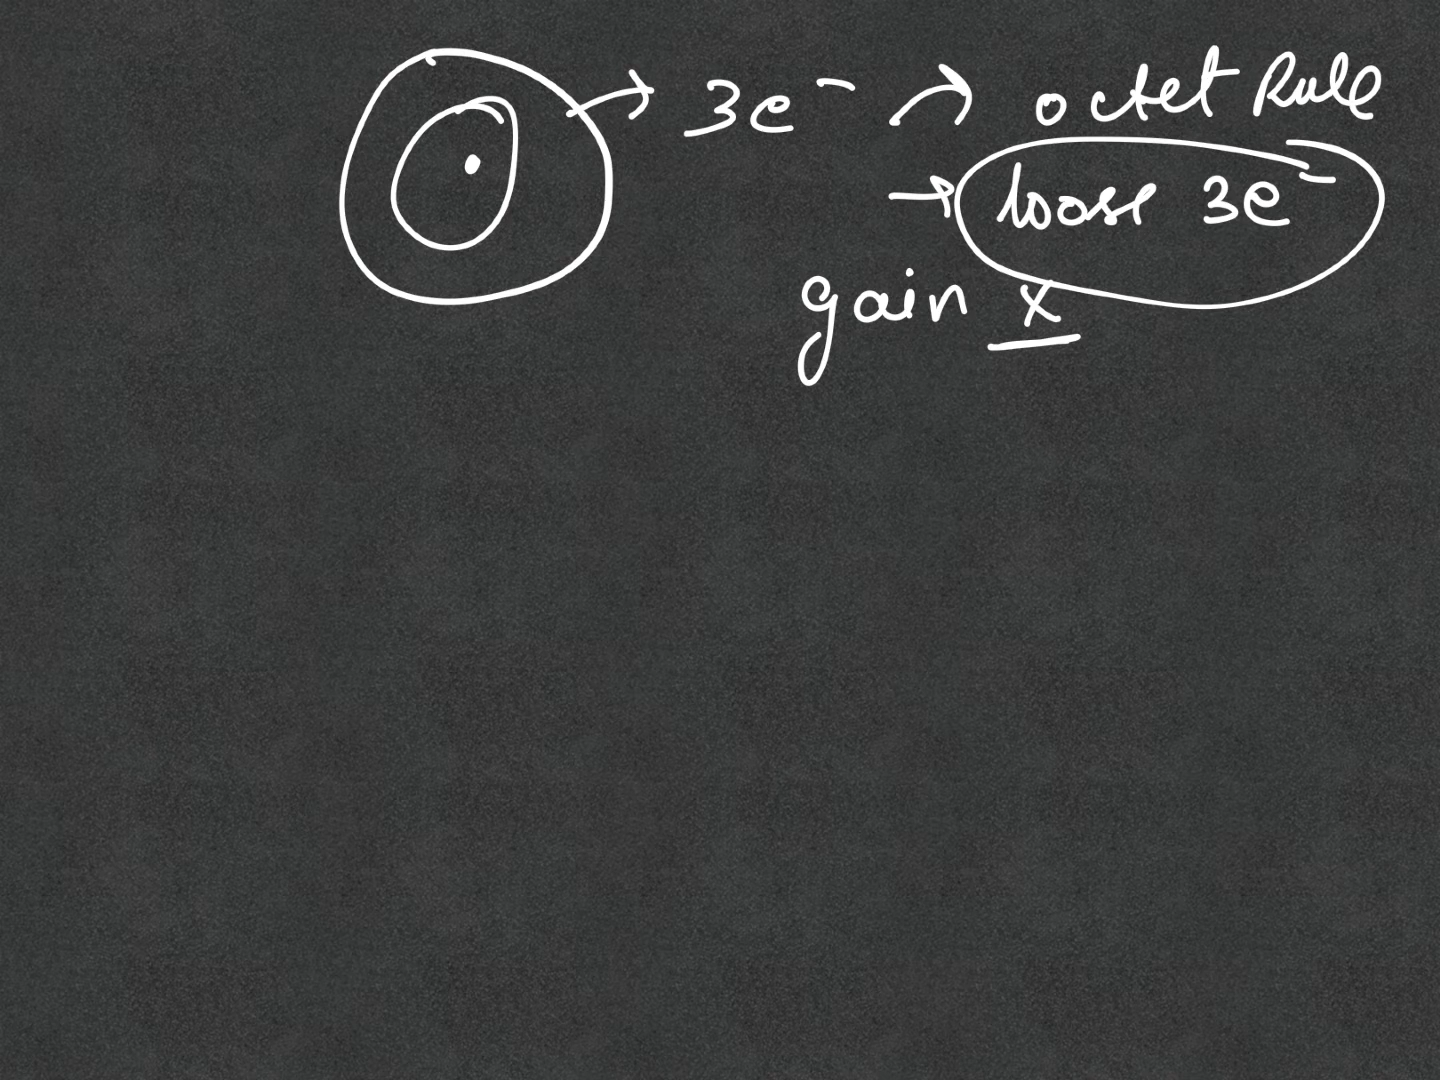 → 3e⁻ → octet Rule
→ loose 3e⁻
gain x